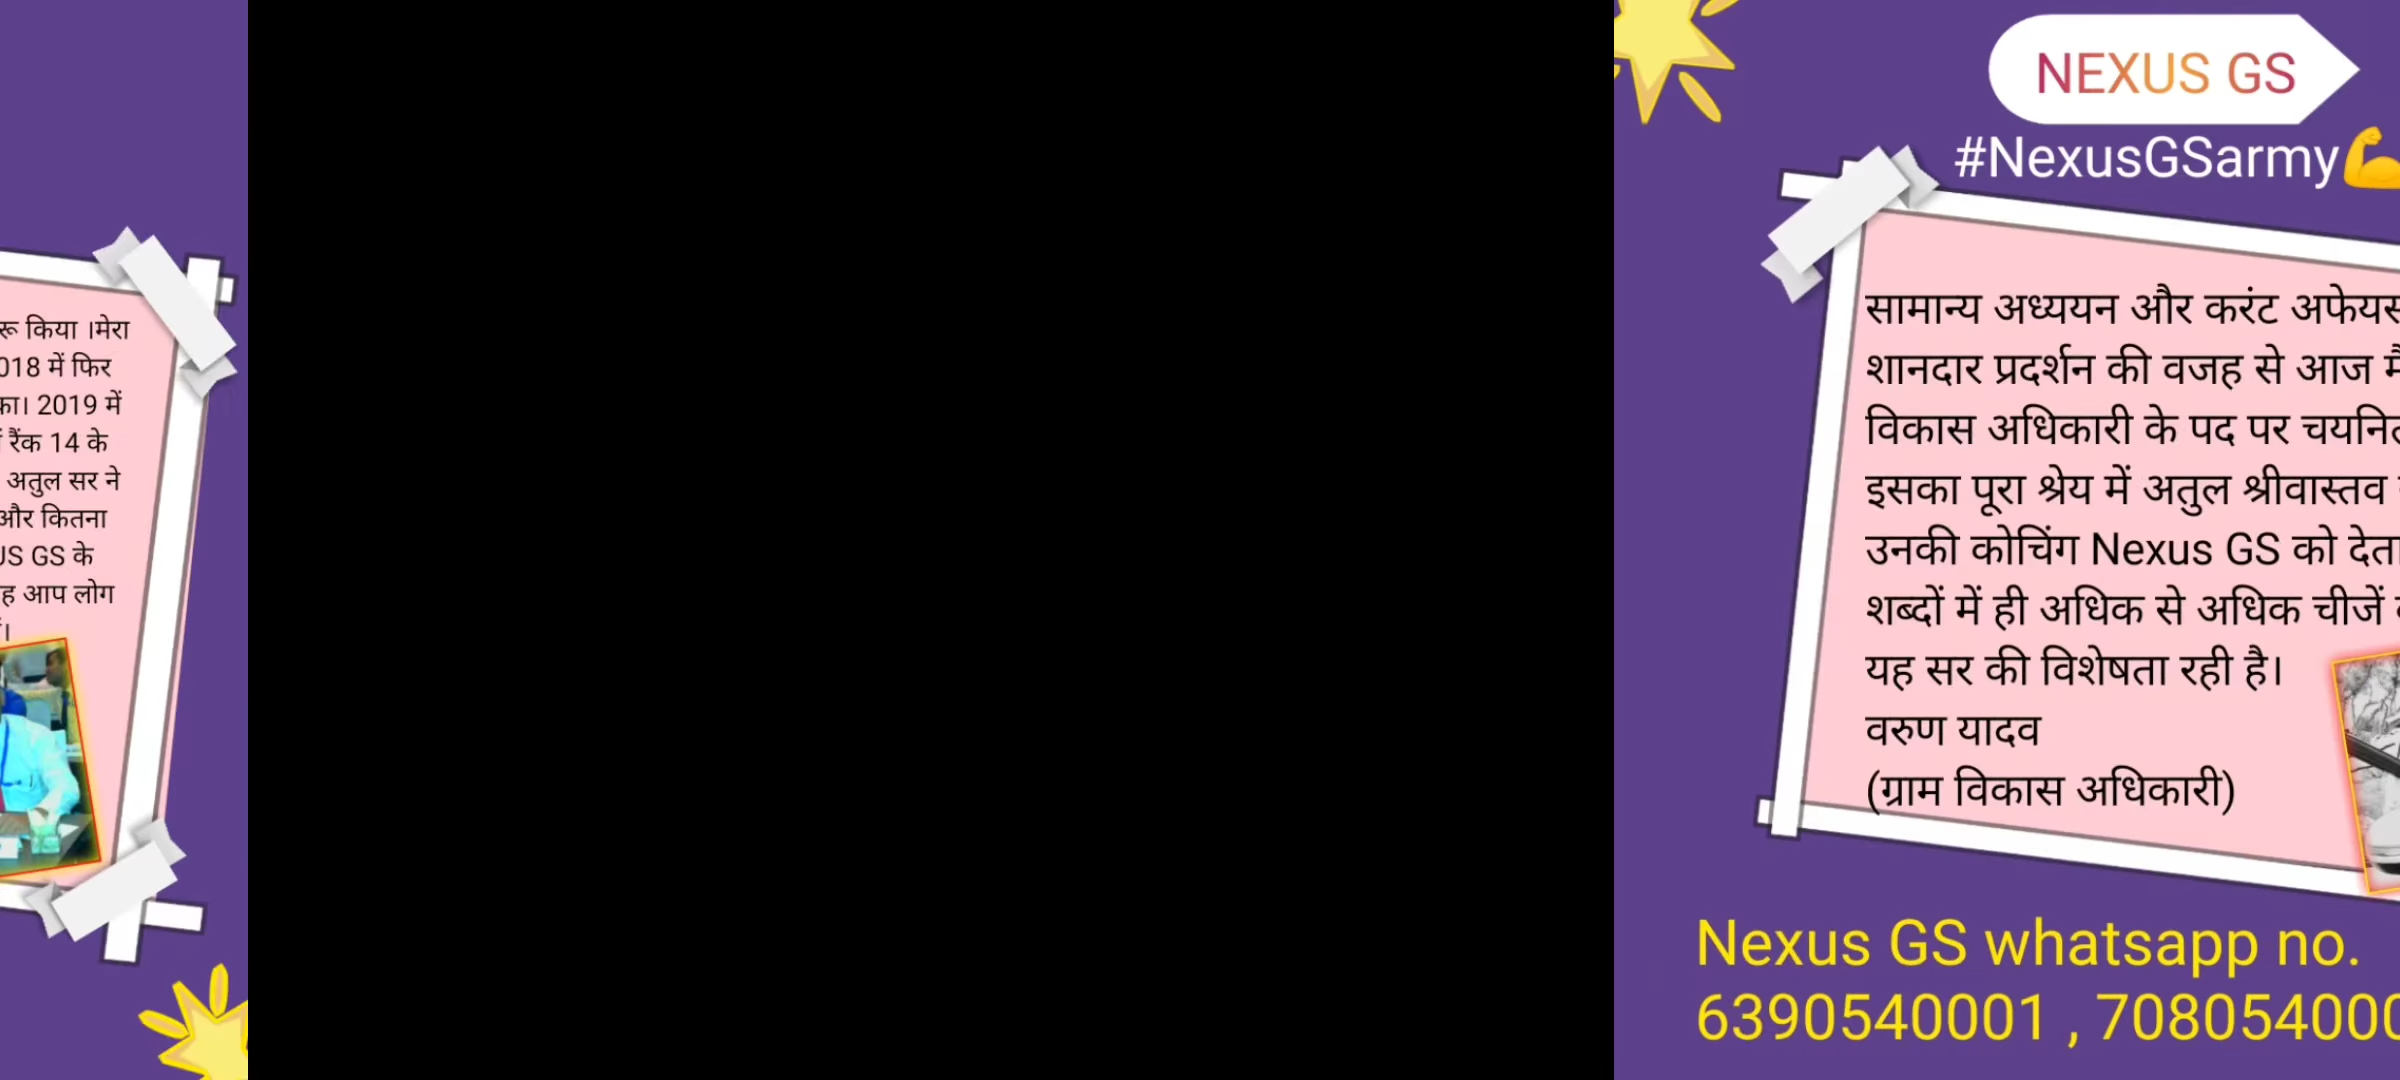 किया ।मेरा
018 में फिर
का। 2019 में
रैंक 14 के
अतुल सर ने
और कितना
US GS के
आप लोग
NEXUS GS
#NexusGSarmy💪
सामान्य अध्ययन और करंट अफेयस
शानदार प्रदर्शन की वजह से आज
विकास अधिकारी के पद पर
इसका पूरा श्रेय में अतुल श्रीवास्तव
उनकी कोचिंग Nexus GS को
शब्दों में ही अधिक से अधिक चीजें
यह सर की विशेषता रही है।
वरुण यादव
(ग्राम विकास अधिकारी)
Nexus GS whatsapp no.
6390540001 , 708054000